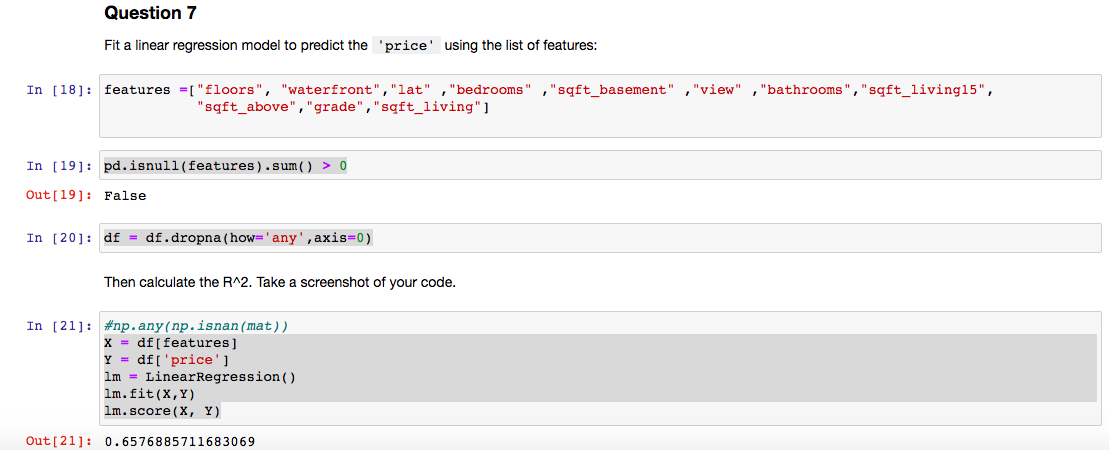 Question 7
Fit a linear regression model to predict the 'price' using the list of features:
In [18]: features =["floors", "waterfront","lat" ,"bedrooms" ,"sqft_basement" ,"view" ,"bathrooms","sqft_living15",
"sqft_above","grade","sqft_living"]
In [19]: pd.isnull(features).sum() > 0
Out[19]: False
In [20]: df = df.dropna(how='any',axis=0)
Then calculate the R^2. Take a screenshot of your code.
In [21]: #np.any(np.isnan(mat))
X = df[features]
Y = df['price']
lm = LinearRegression()
lm.fit(X,Y)
lm.score(X, Y)
Out[21]: 0.6576885711683069